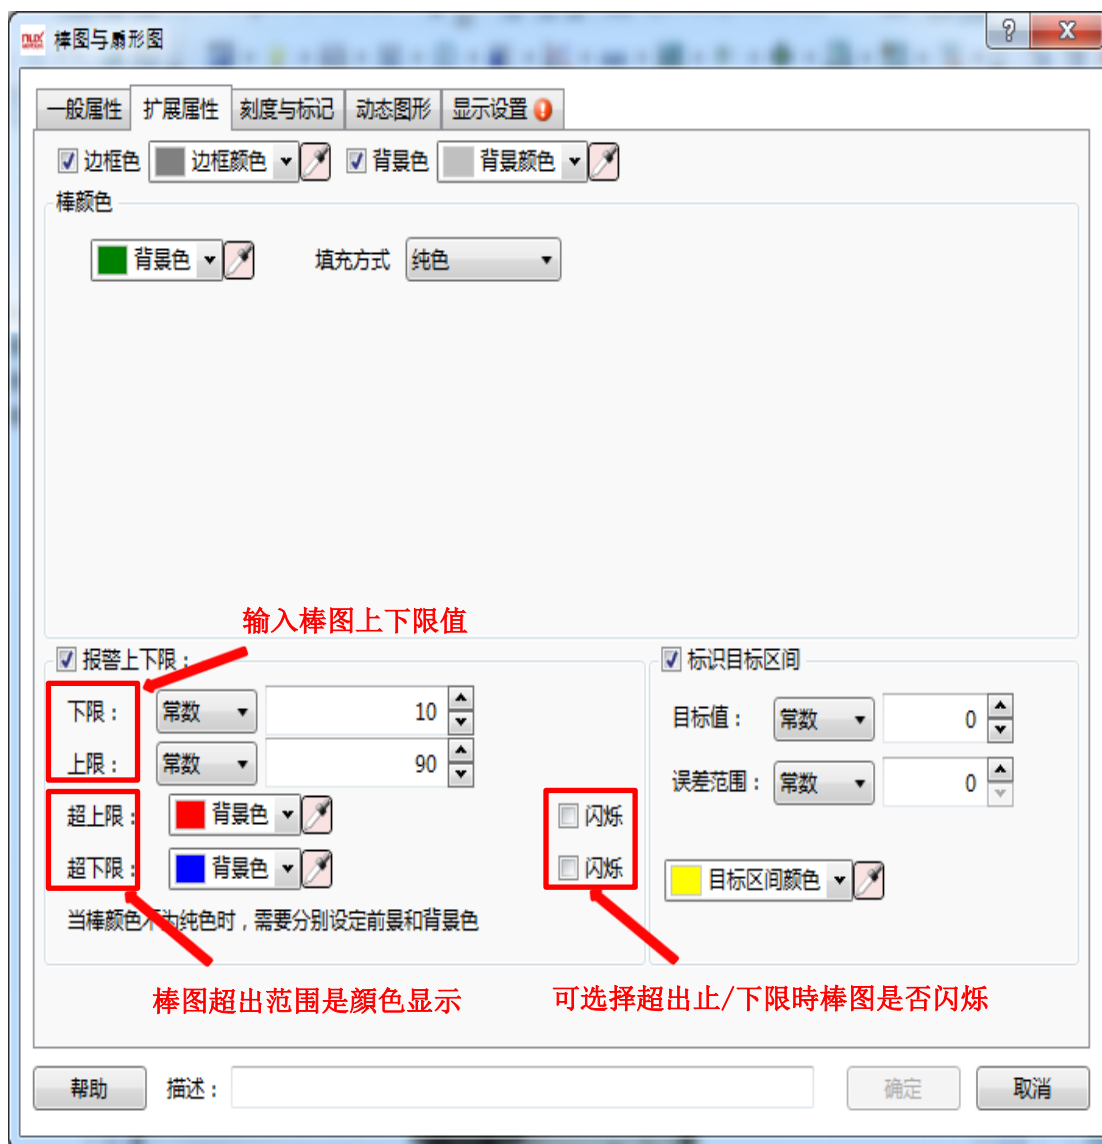 棒图与扇形图
一般属性 扩展属性 刻度与标记 动态图形 显示设置
边框色 边框颜色 背景色 背景颜色
棒颜色
背景色 填充方式 纯色
输入棒图上下限值
报警上下限: 标识目标区间
下限: 常数 10 目标值: 常数 0
上限: 常数 90 误差范围: 常数 0
超上限: 背景色 闪烁
超下限: 背景色 闪烁 目标区间颜色
当棒颜色不为纯色时,需要分别设定前景和背景色
棒图超出范围是顔色显示 可选择超出止/下限時棒图是否闪烁
帮助 描述: 确定 取消